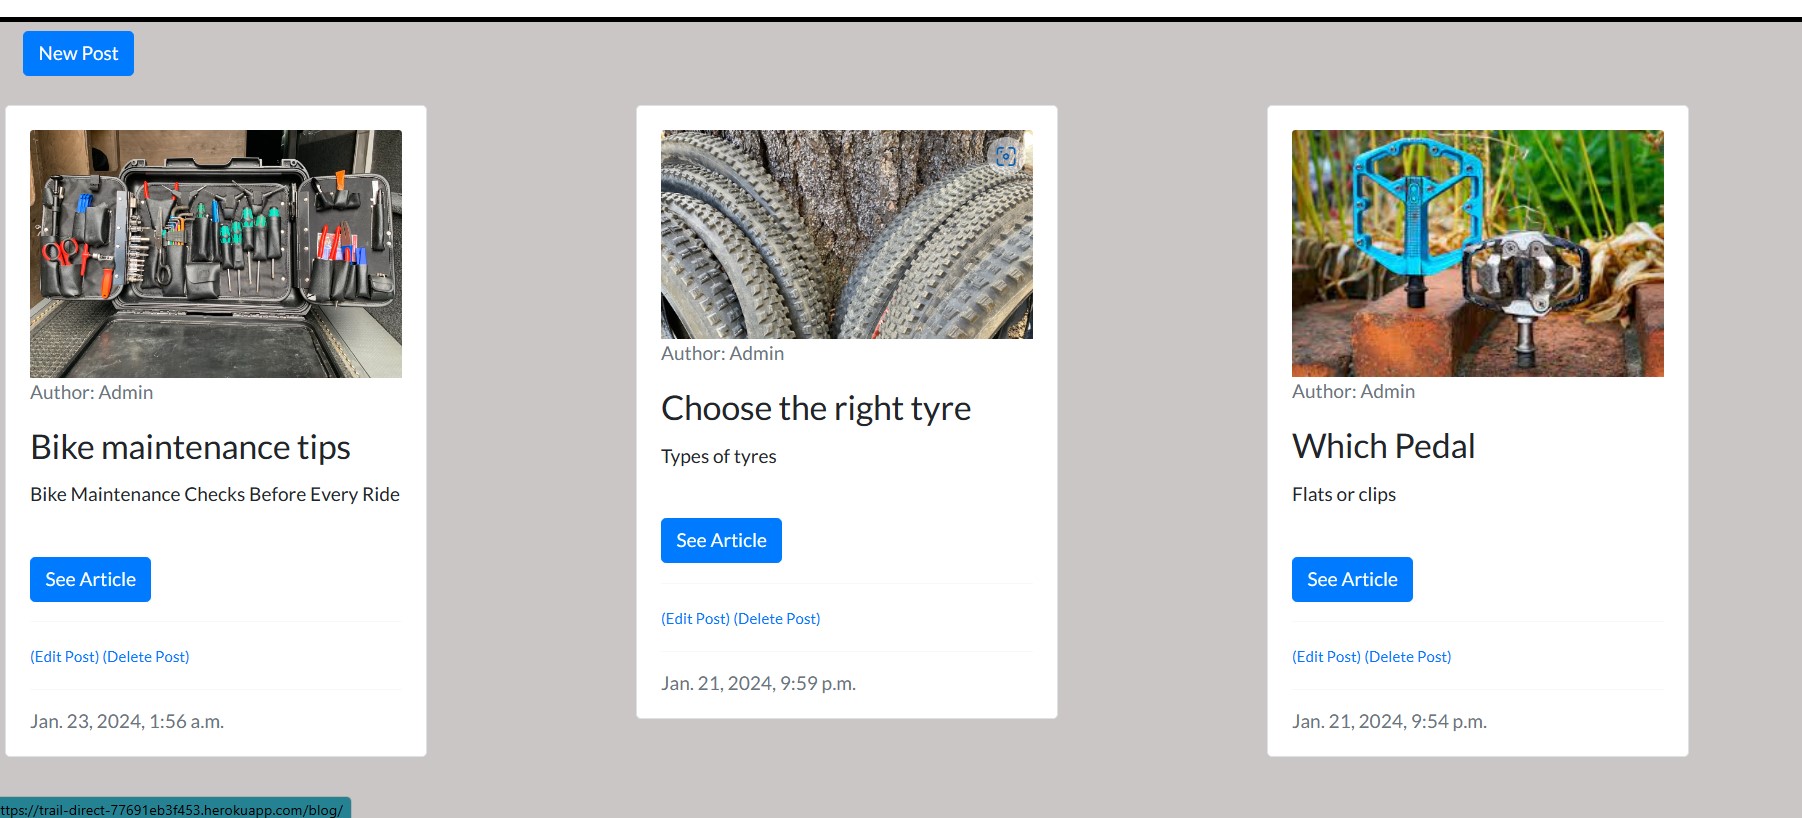 New Post
Author: Admin
Bike maintenance tips
Bike Maintenance Checks Before Every Ride
See Article
(Edit Post) (Delete Post)
Jan. 23, 2024, 1:56 a.m.
Author: Admin
Choose the right tyre
Types of tyres
See Article
(Edit Post) (Delete Post)
Jan. 21, 2024, 9:59 p.m.
Author: Admin
Which Pedal
Flats or clips
See Article
(Edit Post) (Delete Post)
Jan. 21, 2024, 9:54 p.m.
ttps://trail-direct-77691eb3f453.herokuapp.com/blog/